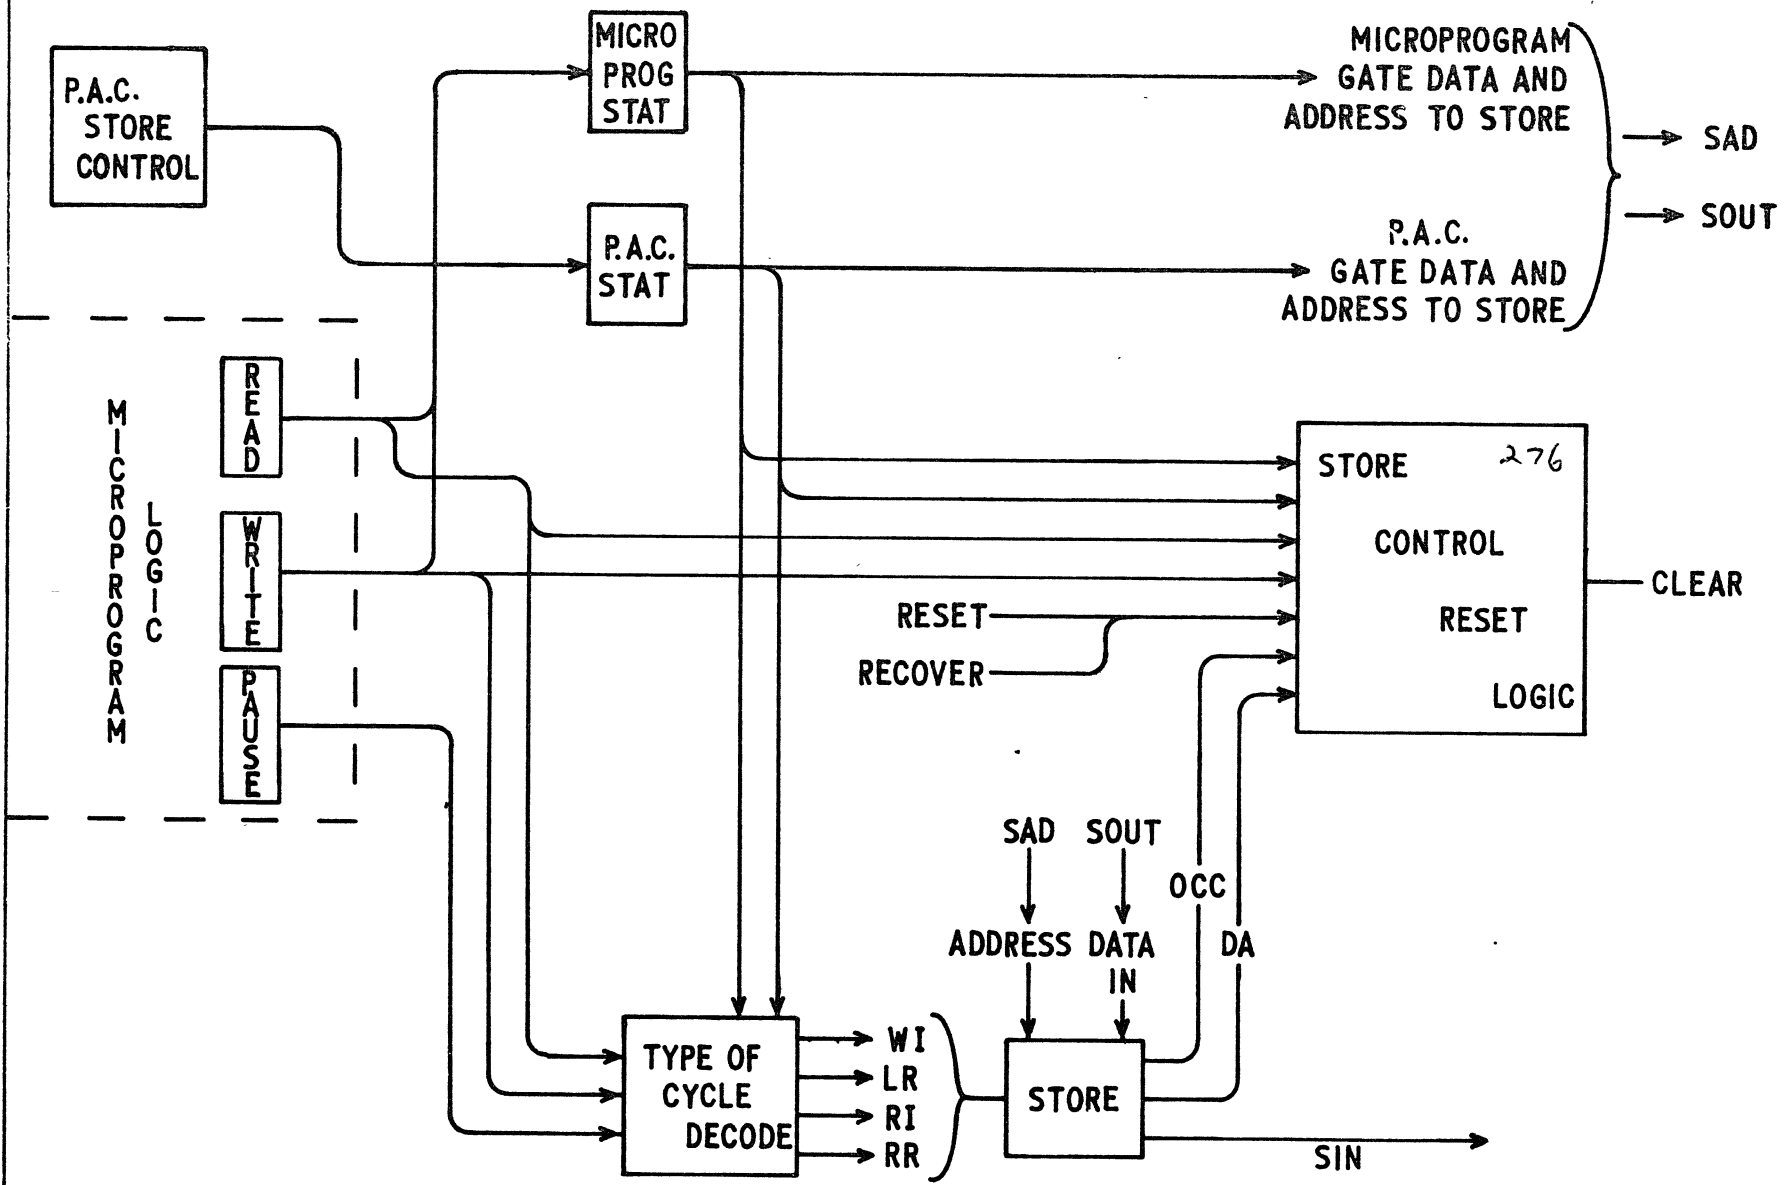 P.A.C.
STORE
CONTROL
MICRO
PROG
STAT
MICROPROGRAM
GATE DATA AND
ADDRESS TO STORE
SAD
SOUT
P.A.C.
STAT
P.A.C.
GATE DATA AND
ADDRESS TO STORE
MICROPROGRAM
LOGIC
READ
WRITE
PAUSE
STORE 276
CONTROL
RESET
LOGIC
CLEAR
RESET
RECOVER
SAD SOUT
OCC
ADDRESS DATA
IN
DA
TYPE OF
CYCLE
DECODE
WI
LR
RI
RR
STORE
SIN